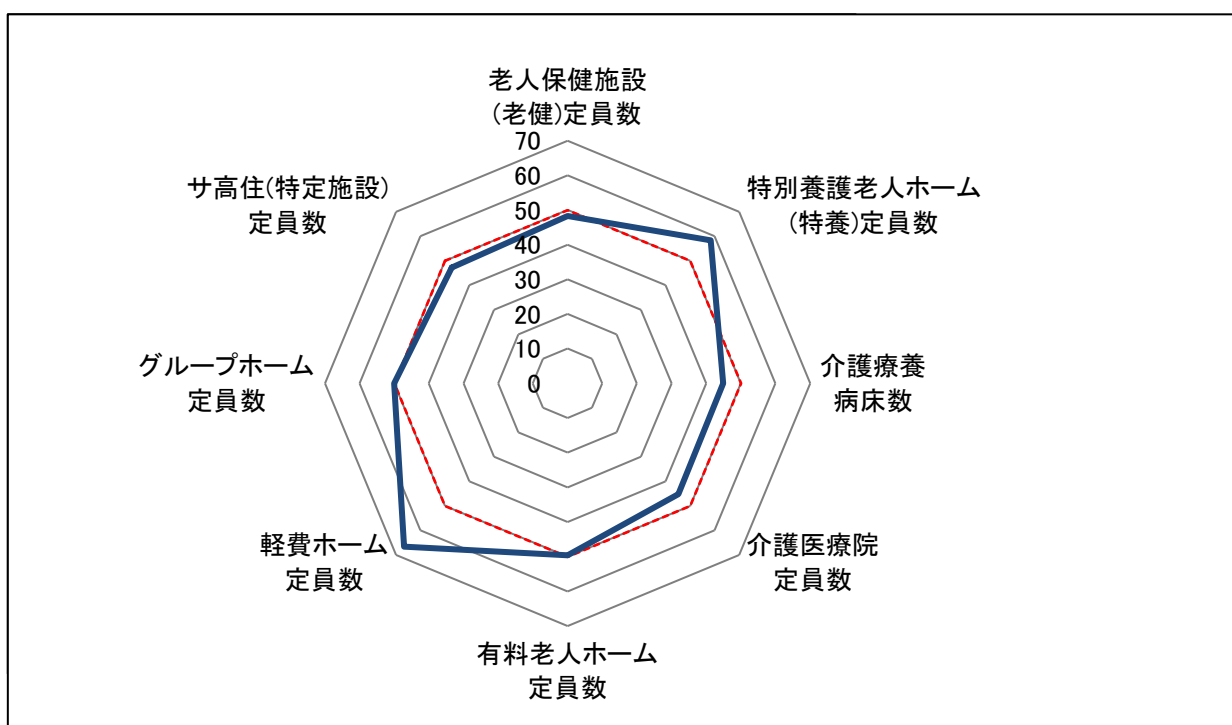 老人保健施設
(老健)定員数
特別養護老人ホーム
(特養)定員数
介護療養
病床数
介護医療院
定員数
有料老人ホーム
定員数
軽費ホーム
定員数
グループホーム
定員数
サ高住(特定施設)
定員数
70
60
50
40
30
20
10
0